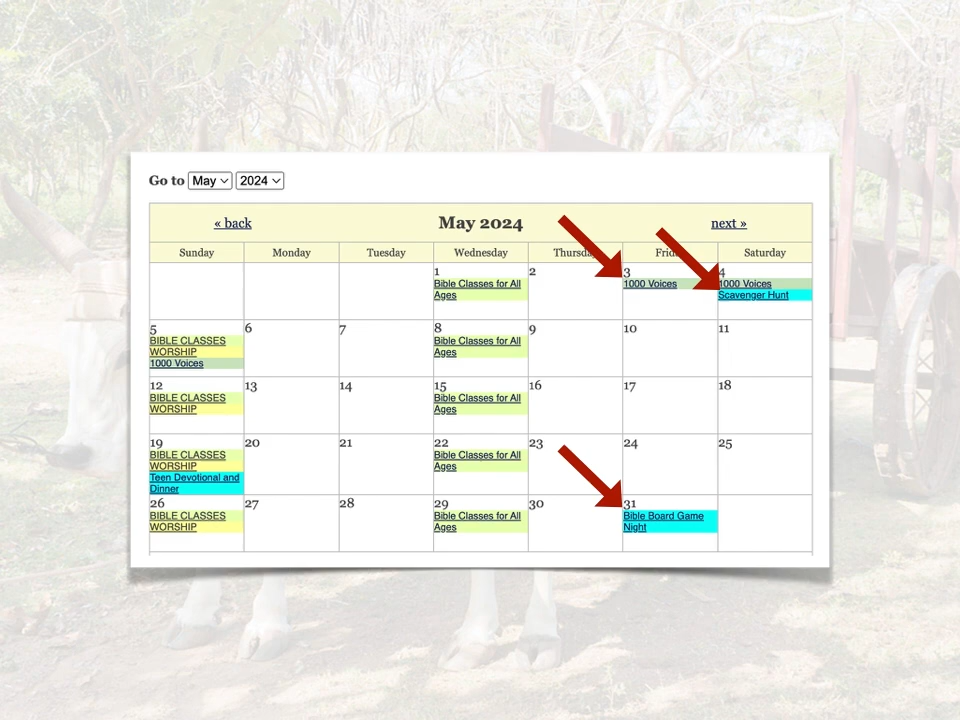 Go to May 2024
« back May 2024 next »
Sunday Monday Tuesday Wednesday Thursday Friday Saturday
1 2 3 4
Bible Classes for All 1000 Voices 1000 Voices
Ages Scavenger Hunt
5 6 7 8 9 10 11
BIBLE CLASSES Bible Classes for All
WORSHIP Ages
1000 Voices
12 13 14 15 16 17 18
BIBLE CLASSES Bible Classes for All
WORSHIP Ages
19 20 21 22 23 24 25
BIBLE CLASSES Bible Classes for All
WORSHIP Ages
Teen Devotional and
Dinner
26 27 28 29 30 31
BIBLE CLASSES Bible Classes for All Bible Board Game
WORSHIP Ages Night